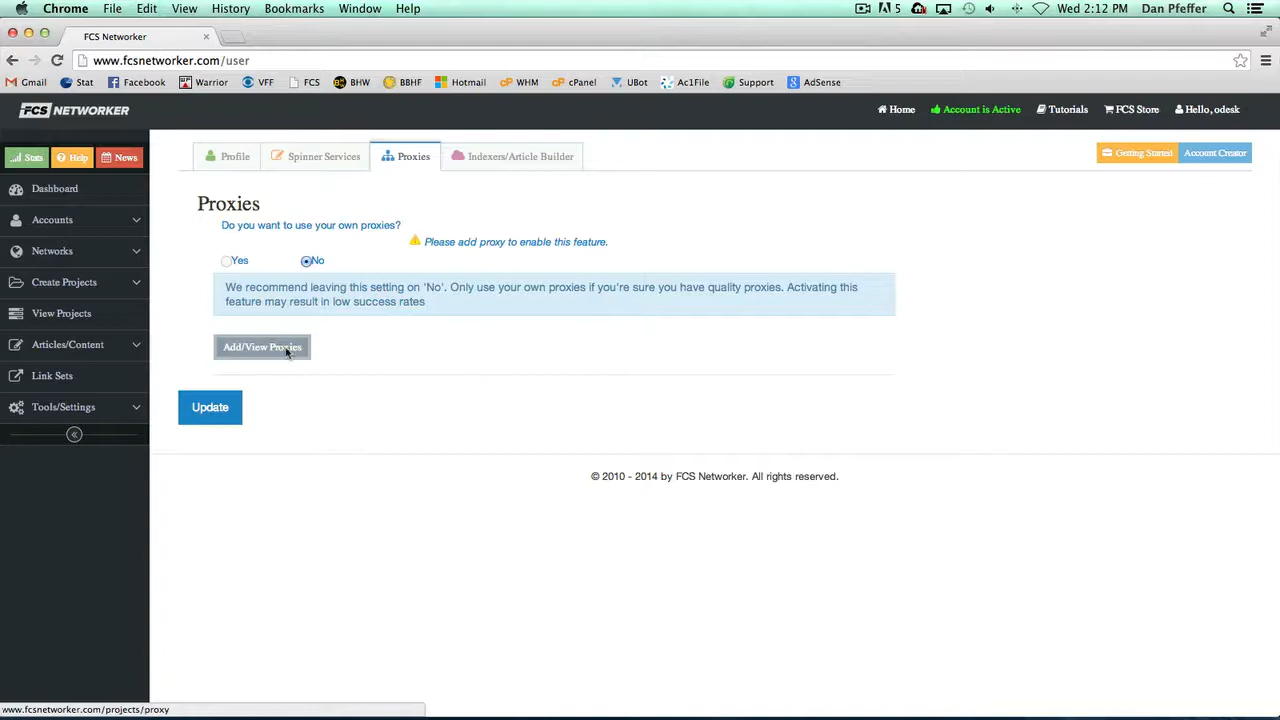 Chrome File Edit View History Bookmarks Window Help 5 Wed 2:12 PM Dan Pfeffer
FCS Networker
www.fcsnetworker.com/user
Gmail Stat Facebook Warrior VFF FCS BHW BBHF Hotmail cP WHM cP cPanel UBot Ac1File Support AdSense
FCS NETWORKER Home Account is Active Tutorials FCS Store Hello, odesk
Stats Help News
Profile Spinner Services Proxies Indexers/Article Builder Getting Started Account Creator
Dashboard
Accounts
Networks
Create Projects
View Projects
Articles/Content
Link Sets
Tools/Settings
Proxies
Do you want to use your own proxies?
Please add proxy to enable this feature.
Yes No
We recommend leaving this setting on 'No'. Only use your own proxies if you're sure you have quality proxies. Activating this
feature may result in low success rates
Add/View Proxies
Update
© 2010 - 2014 by FCS Networker. All rights reserved.
www.fcsnetworker.com/projects/proxy